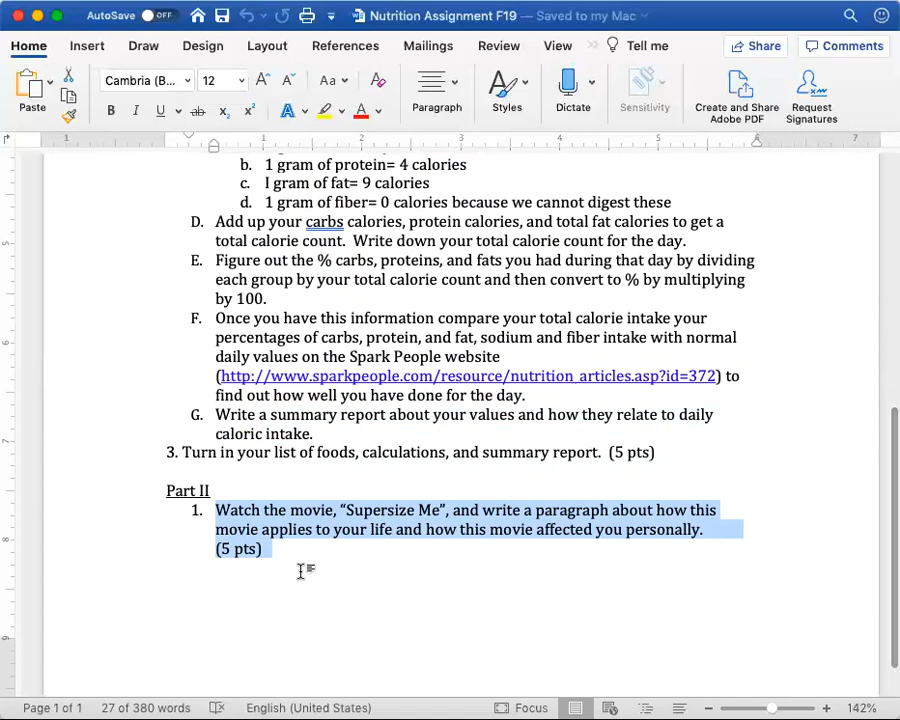 AutoSave OFF Nutrition Assignment F19 — Saved to my Mac
Home Insert Draw Design Layout References Mailings Review View Tell me Share Comments
Cambria (B... 12 Aa
Paste B I U ab x₂ x² A A Paragraph Styles Dictate Sensitivity Create and Share Adobe PDF Request Signatures
1 1 2 3 4 5 6 7
b. 1 gram of protein= 4 calories
c. I gram of fat= 9 calories
d. 1 gram of fiber= 0 calories because we cannot digest these
D. Add up your carbs calories, protein calories, and total fat calories to get a
total calorie count. Write down your total calorie count for the day.
E. Figure out the % carbs, proteins, and fats you had during that day by dividing
each group by your total calorie count and then convert to % by multiplying
by 100.
F. Once you have this information compare your total calorie intake your
percentages of carbs, protein, and fat, sodium and fiber intake with normal
daily values on the Spark People website
(http://www.sparkpeople.com/resource/nutrition_articles.asp?id=372) to
find out how well you have done for the day.
G. Write a summary report about your values and how they relate to daily
caloric intake.
3. Turn in your list of foods, calculations, and summary report. (5 pts)
Part II
1. Watch the movie, “Supersize Me”, and write a paragraph about how this
movie applies to your life and how this movie affected you personally.
(5 pts)
Page 1 of 1 27 of 380 words English (United States) Focus 142%